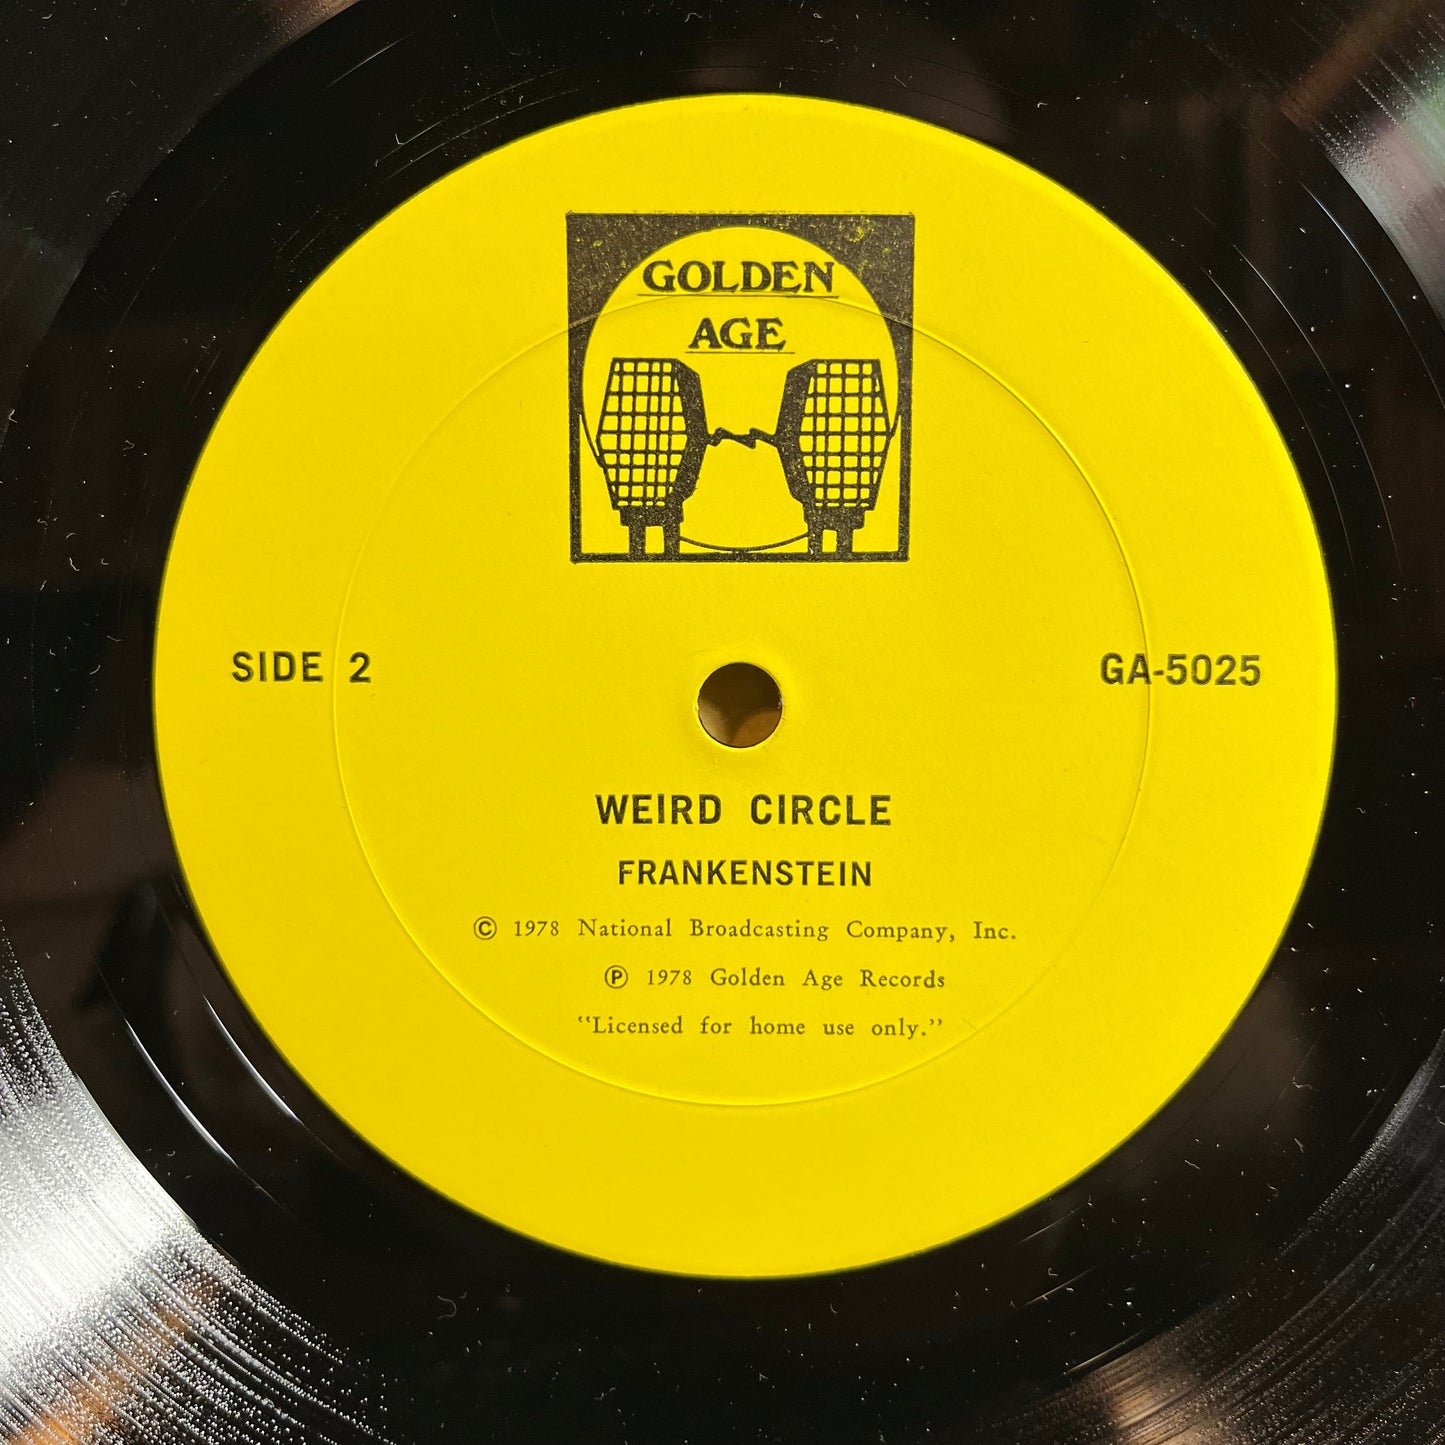 GOLDEN
AGE
SIDE 2
GA-5025
WEIRD CIRCLE
FRANKENSTEIN
© 1978 National Broadcasting Company, Inc.
℗ 1978 Golden Age Records
“Licensed for home use only.”